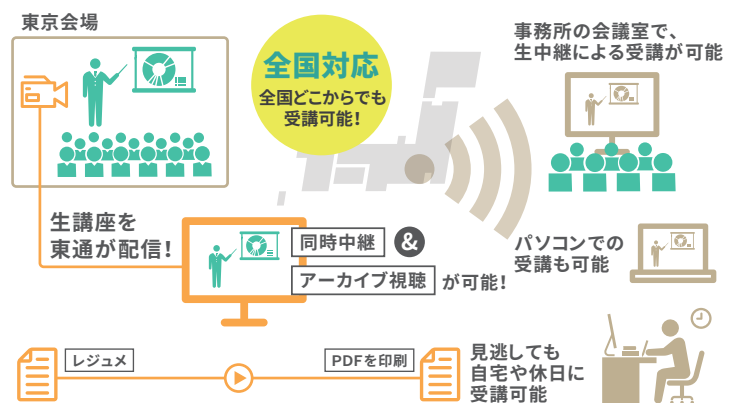 東京会場
全国対応
全国どこからでも
受講可能！
事務所の会議室で、
生中継による受講が可能
生講座を
東通が配信！
同時中継 &
アーカイブ視聴 が可能！
パソコンでの
受講も可能
レジュメ
PDFを印刷
見逃しても
自宅や休日に
受講可能